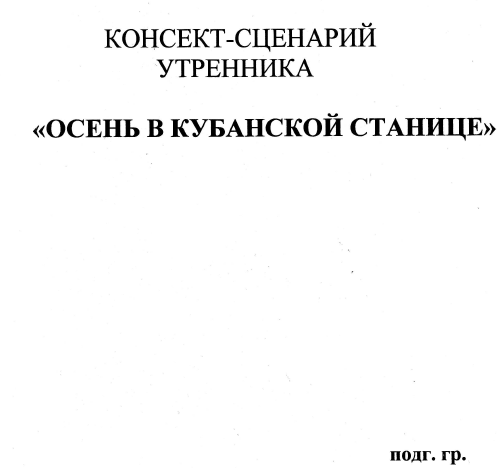 КОНСЕКТ-СЦЕНАРИЙ
УТРЕННИКА
«ОСЕНЬ В КУБАНСКОЙ СТАНИЦЕ»
подг. гр.